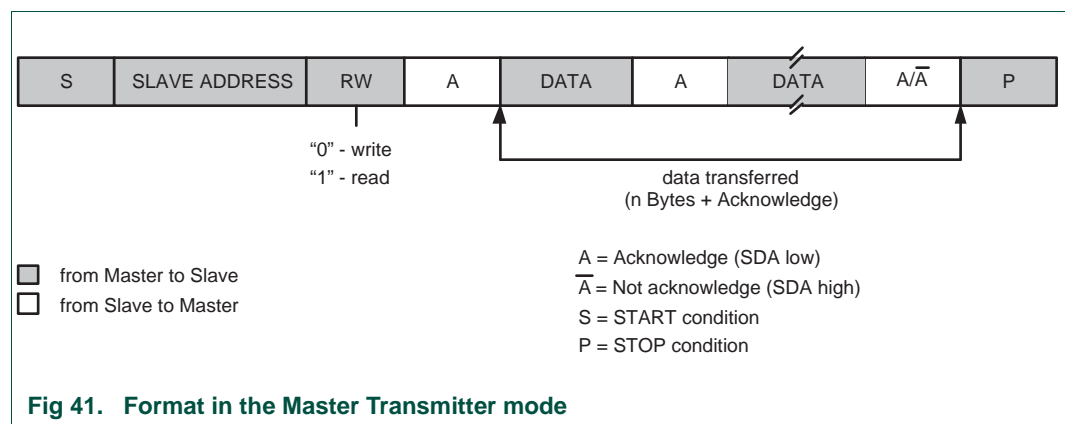 S SLAVE ADDRESS RW A DATA A DATA A/A̅ P
“0” - write
“1” - read
data transferred
(n Bytes + Acknowledge)
from Master to Slave
from Slave to Master
A = Acknowledge (SDA low)
A̅ = Not acknowledge (SDA high)
S = START condition
P = STOP condition
Fig 41. Format in the Master Transmitter mode